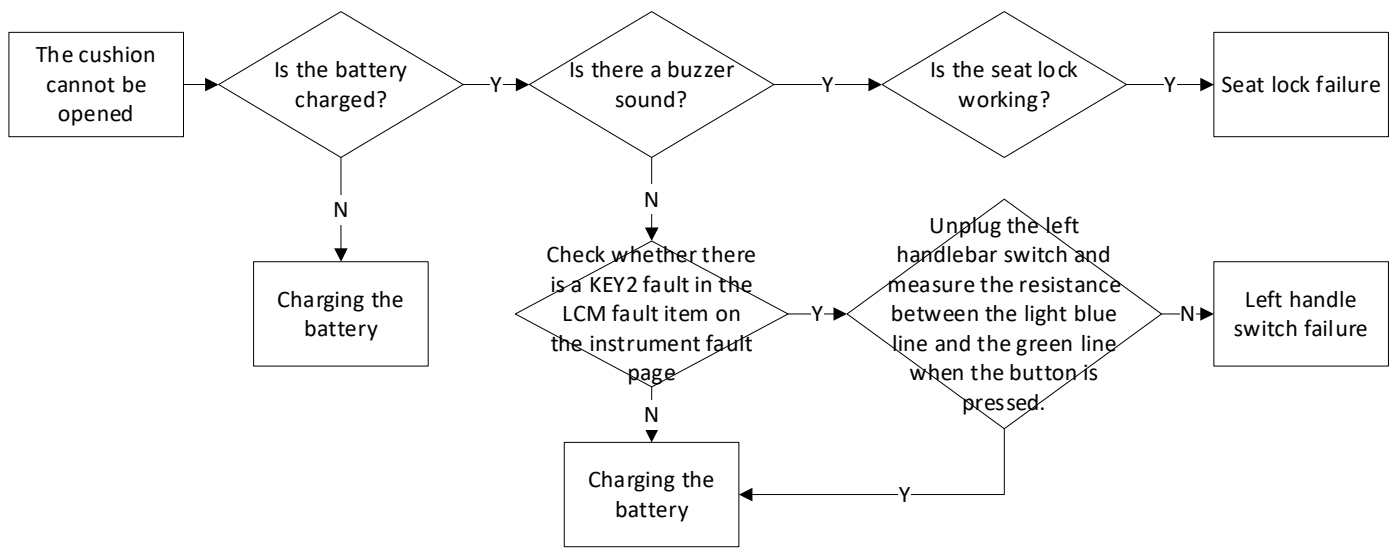 The cushion
cannot be
opened
Is the battery
charged?
Y
Is there a buzzer
sound?
Y
Is the seat lock
working?
Y
Seat lock failure
N
N
Charging the
battery
Check whether there
is a KEY2 fault in the
LCM fault item on
the instrument fault
page
Y
Unplug the left
handlebar switch and
measure the resistance
between the light blue
line and the green line
when the button is
pressed.
N
Left handle
switch failure
N
Charging the
battery
Y